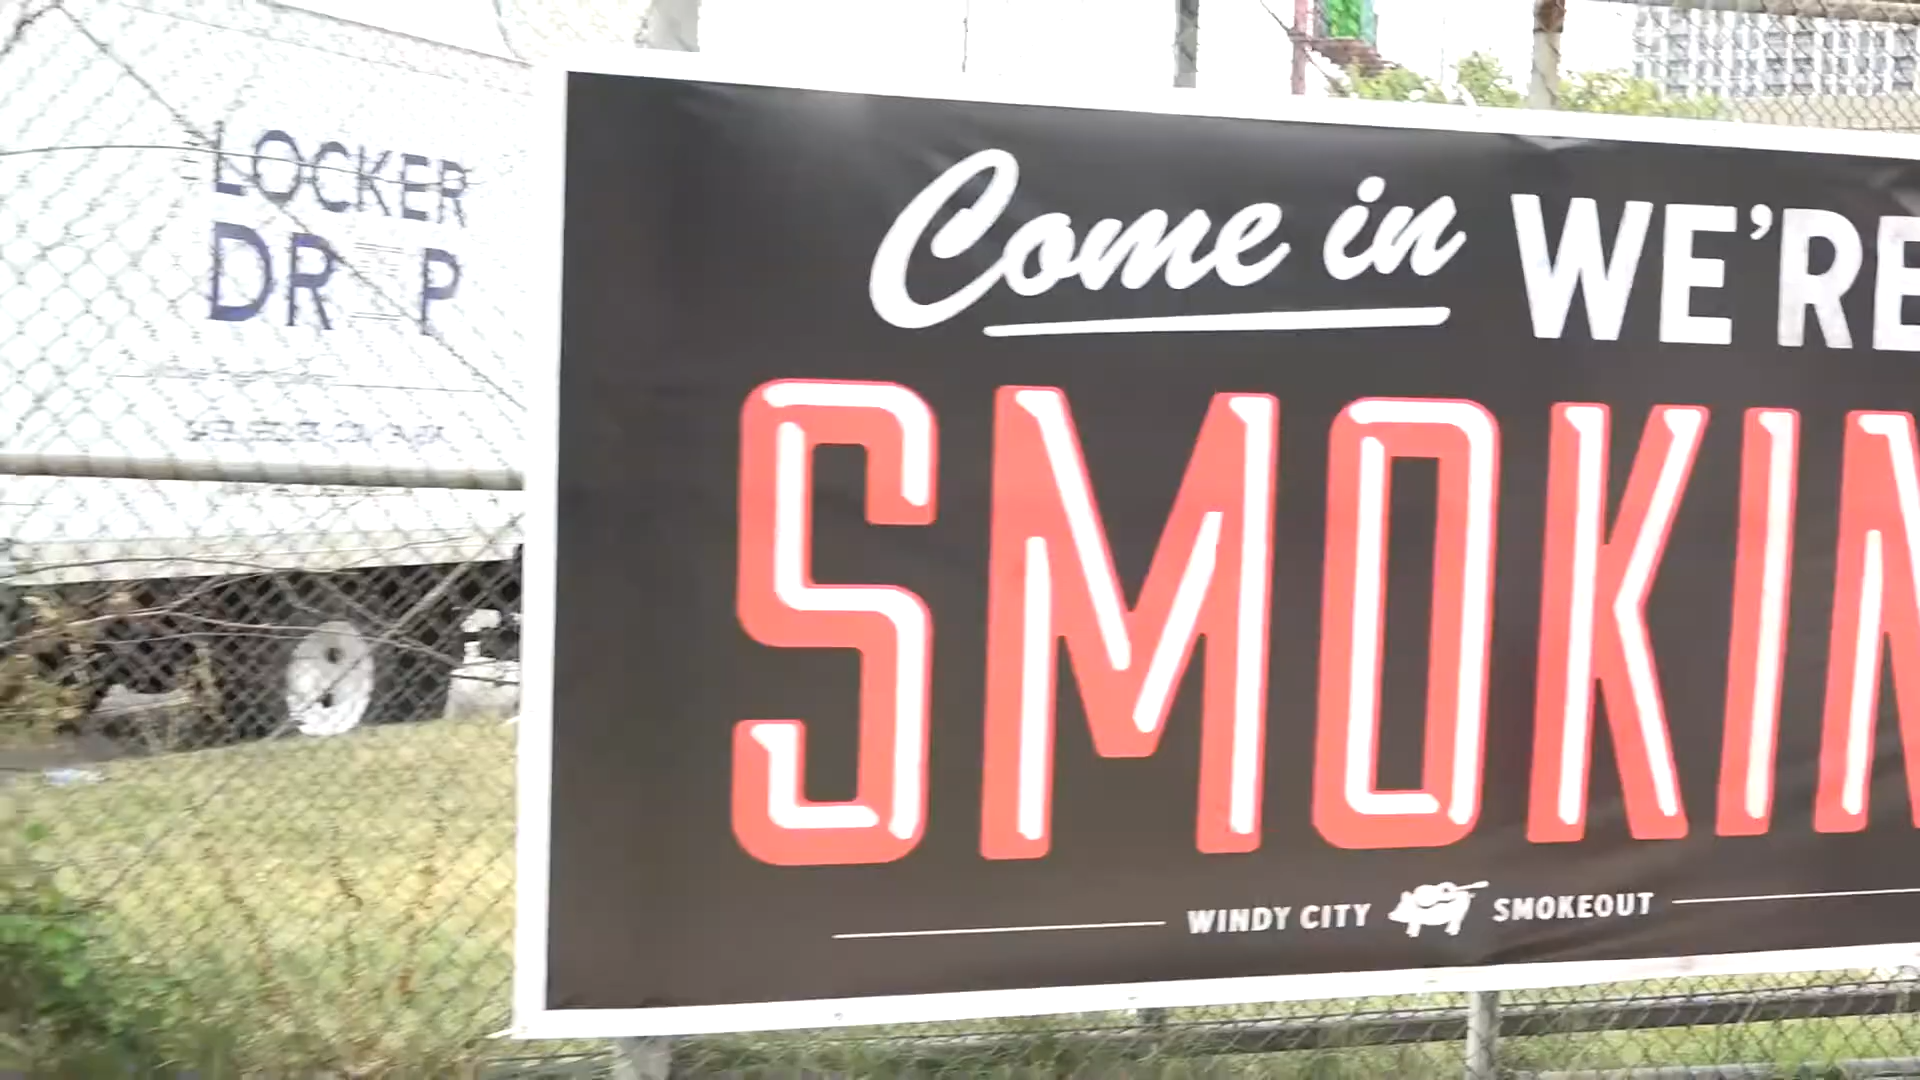 LOCKER
DR P
Come in WE'RE
SMOKIN
WINDY CITY SMOKEOUT